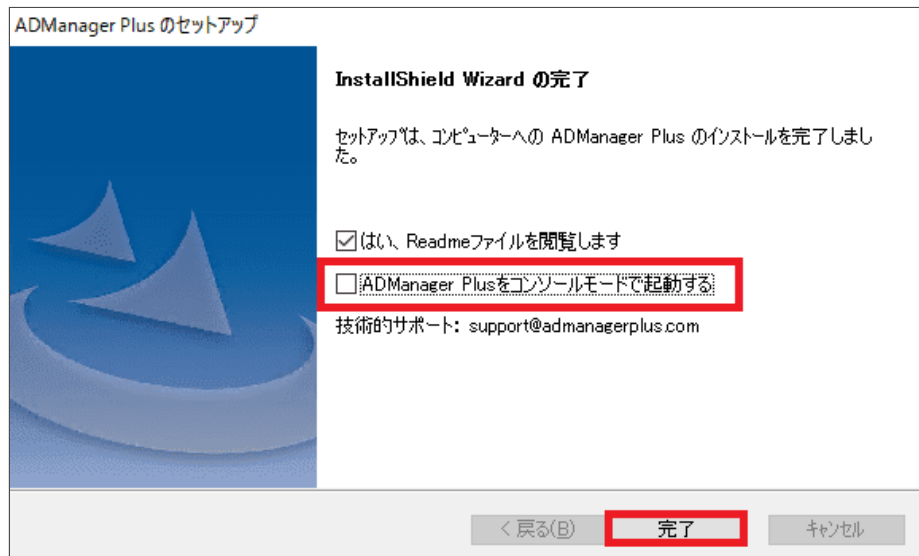 ADManager Plus のセットアップ
InstallShield Wizard の完了
セットアップは、コンピューターへの ADManager Plus のインストールを完了しまし
た。
はい、Readmeファイルを閲覧します
ADManager Plusをコンソールモードで起動する
技術的サポート: support@admanagerplus.com
< 戻る(B)
完了
キャンセル